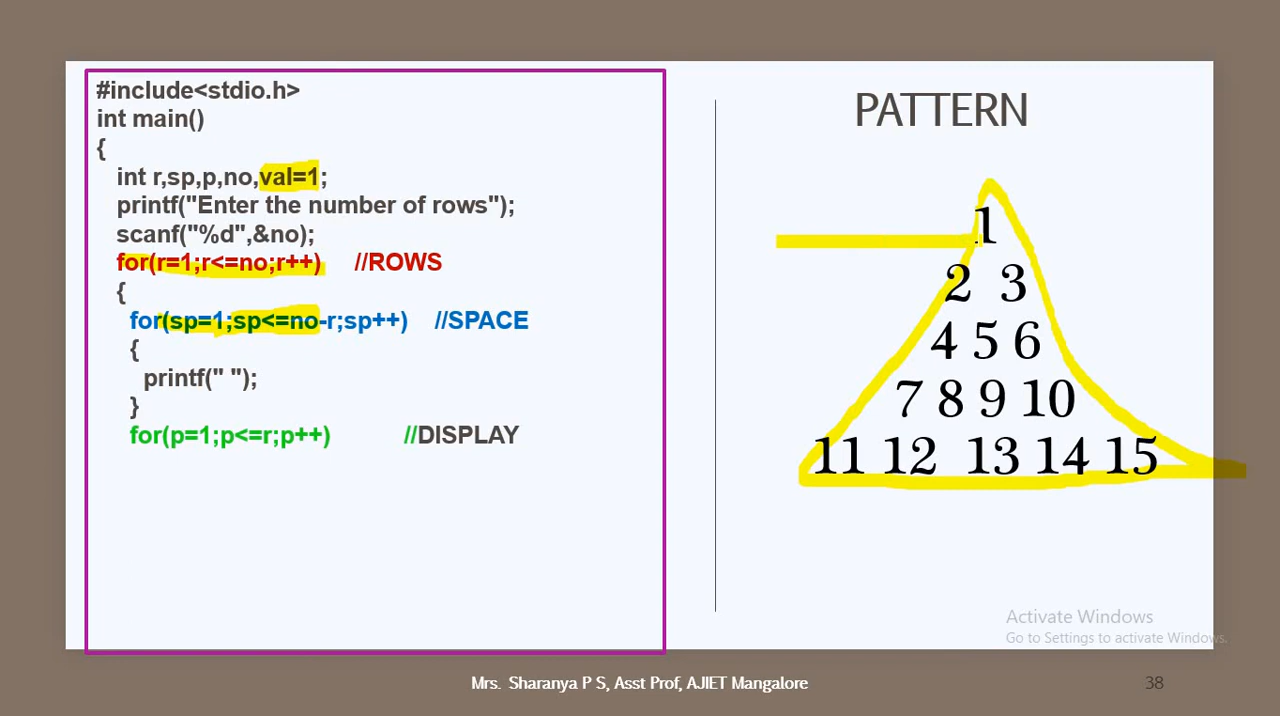 #include<stdio.h>
int main()
{
int r,sp,p,no,val=1;
printf("Enter the number of rows");
scanf("%d",&no);
for(r=1;r<=no;r++) //ROWS
{
for(sp=1;sp<=no-r;sp++) //SPACE
{
printf(" ");
}
for(p=1;p<=r;p++) //DISPLAY
PATTERN
1
2 3
4 5 6
7 8 9 10
11 12 13 14 15
Activate Windows
Go to Settings to activate Windows.
Mrs. Sharanya P S, Asst Prof, AJIET Mangalore
38